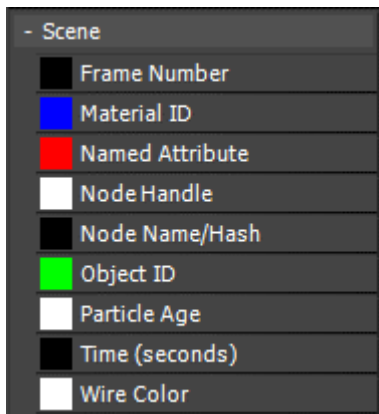 - Scene
Frame Number
Material ID
Named Attribute
Node Handle
Node Name/Hash
Object ID
Particle Age
Time (seconds)
Wire Color